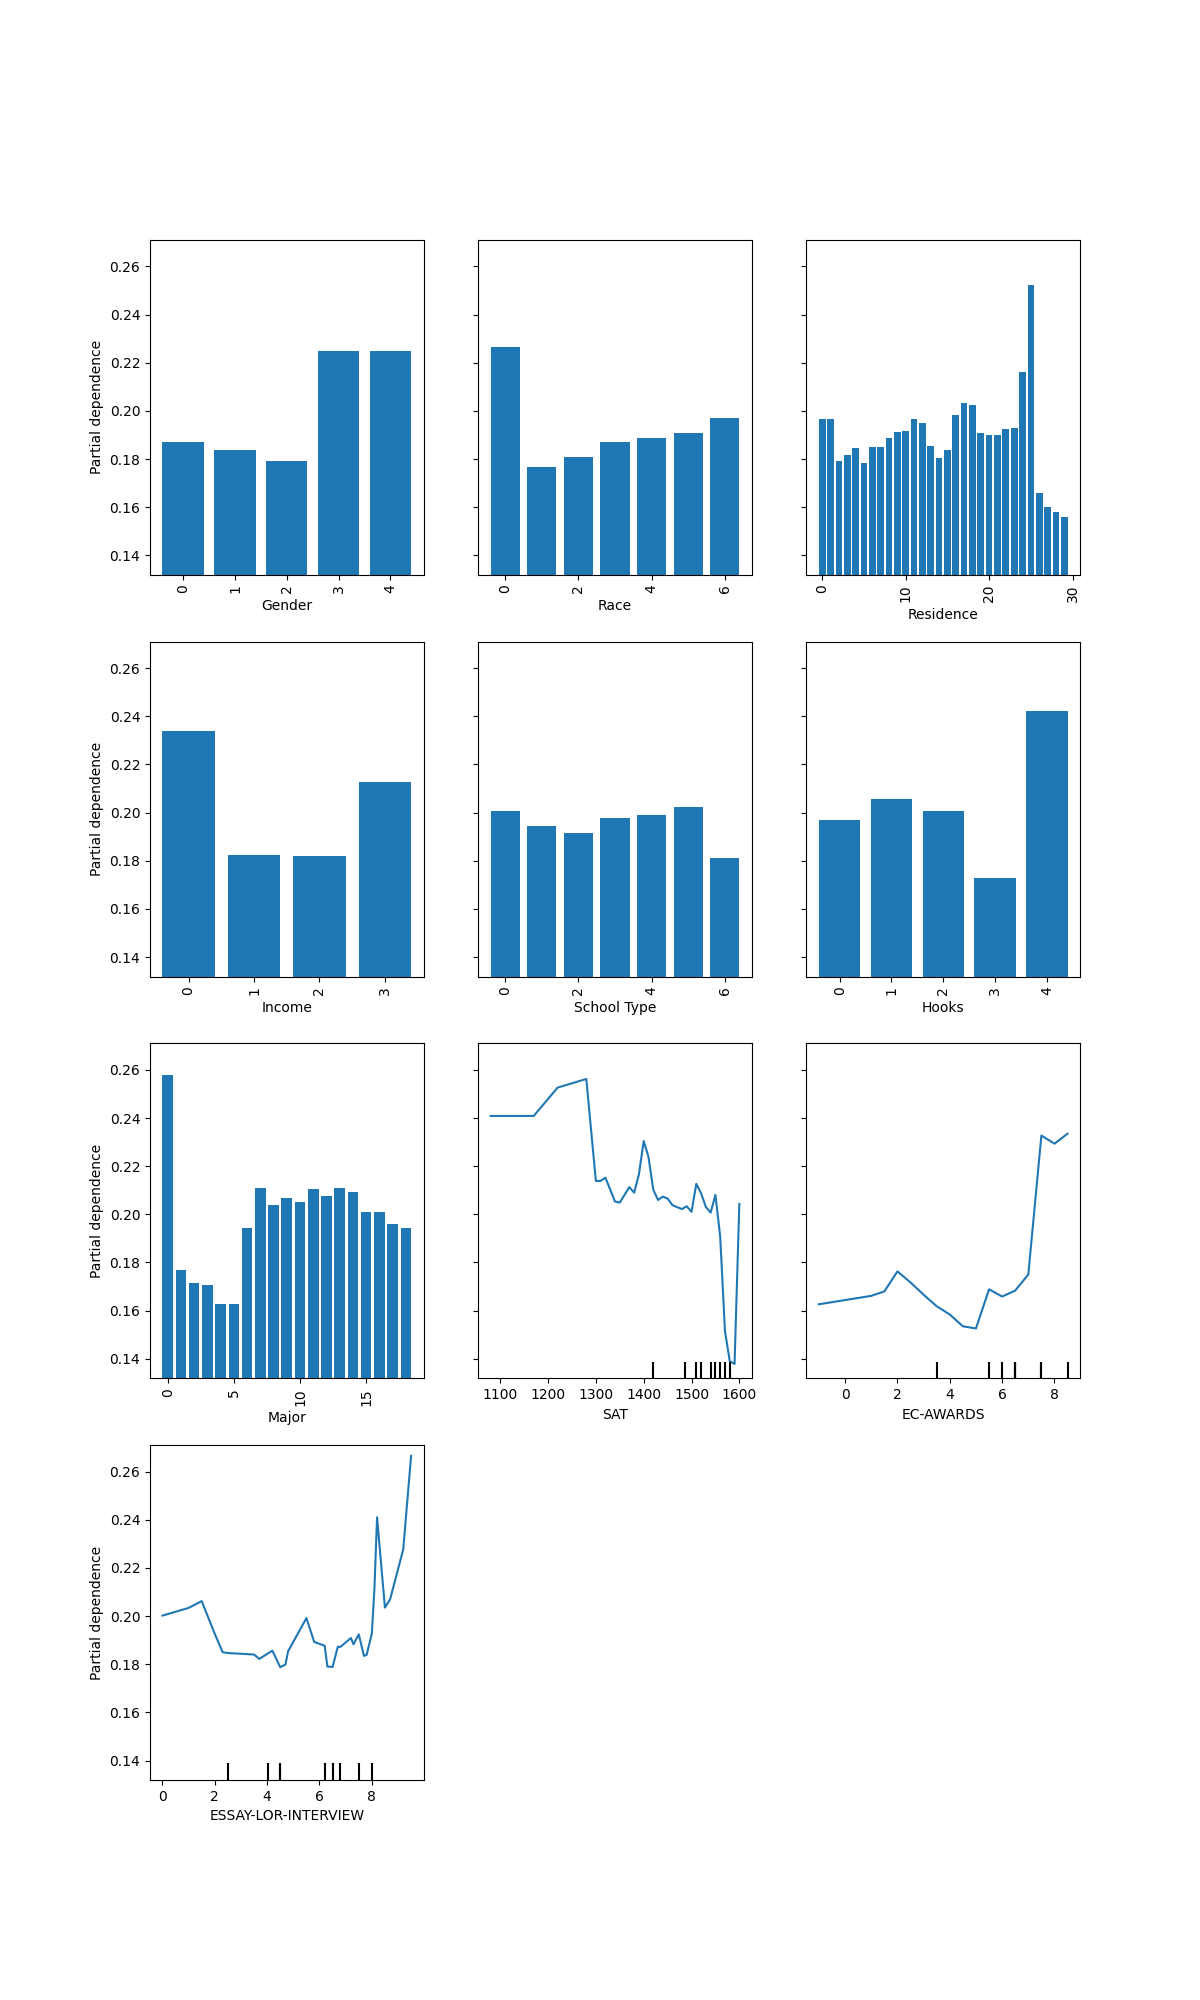 0.26
0.24
0.22
0.20
0.18
0.16
0.14
Partial dependence
0 1 2 3 4
Gender
0 2 4 6
Race
0 10 20 30
Residence
0.26
0.24
0.22
0.20
0.18
0.16
0.14
Partial dependence
0 1 2 3
Income
0 2 4 6
School Type
0 1 2 3 4
Hooks
0.26
0.24
0.22
0.20
0.18
0.16
0.14
Partial dependence
0 5 10 15
Major
1100 1200 1300 1400 1500 1600
SAT
0 2 4 6 8
EC-AWARDS
0.26
0.24
0.22
0.20
0.18
0.16
0.14
Partial dependence
0 1 2 3
0 2 4 6 8
ESSAY-LOR-INTERVIEW